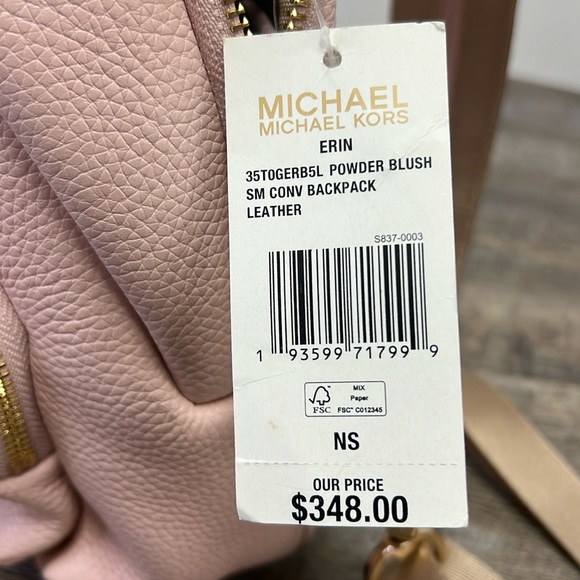 MICHAEL
MICHAEL KORS
ERIN
35T0GERB5L POWDER BLUSH
SM CONV BACKPACK
LEATHER
S837-0003
1 93599 71799 9
FSC
MIX
Paper
FSC® C012345
NS
OUR PRICE
$348.00